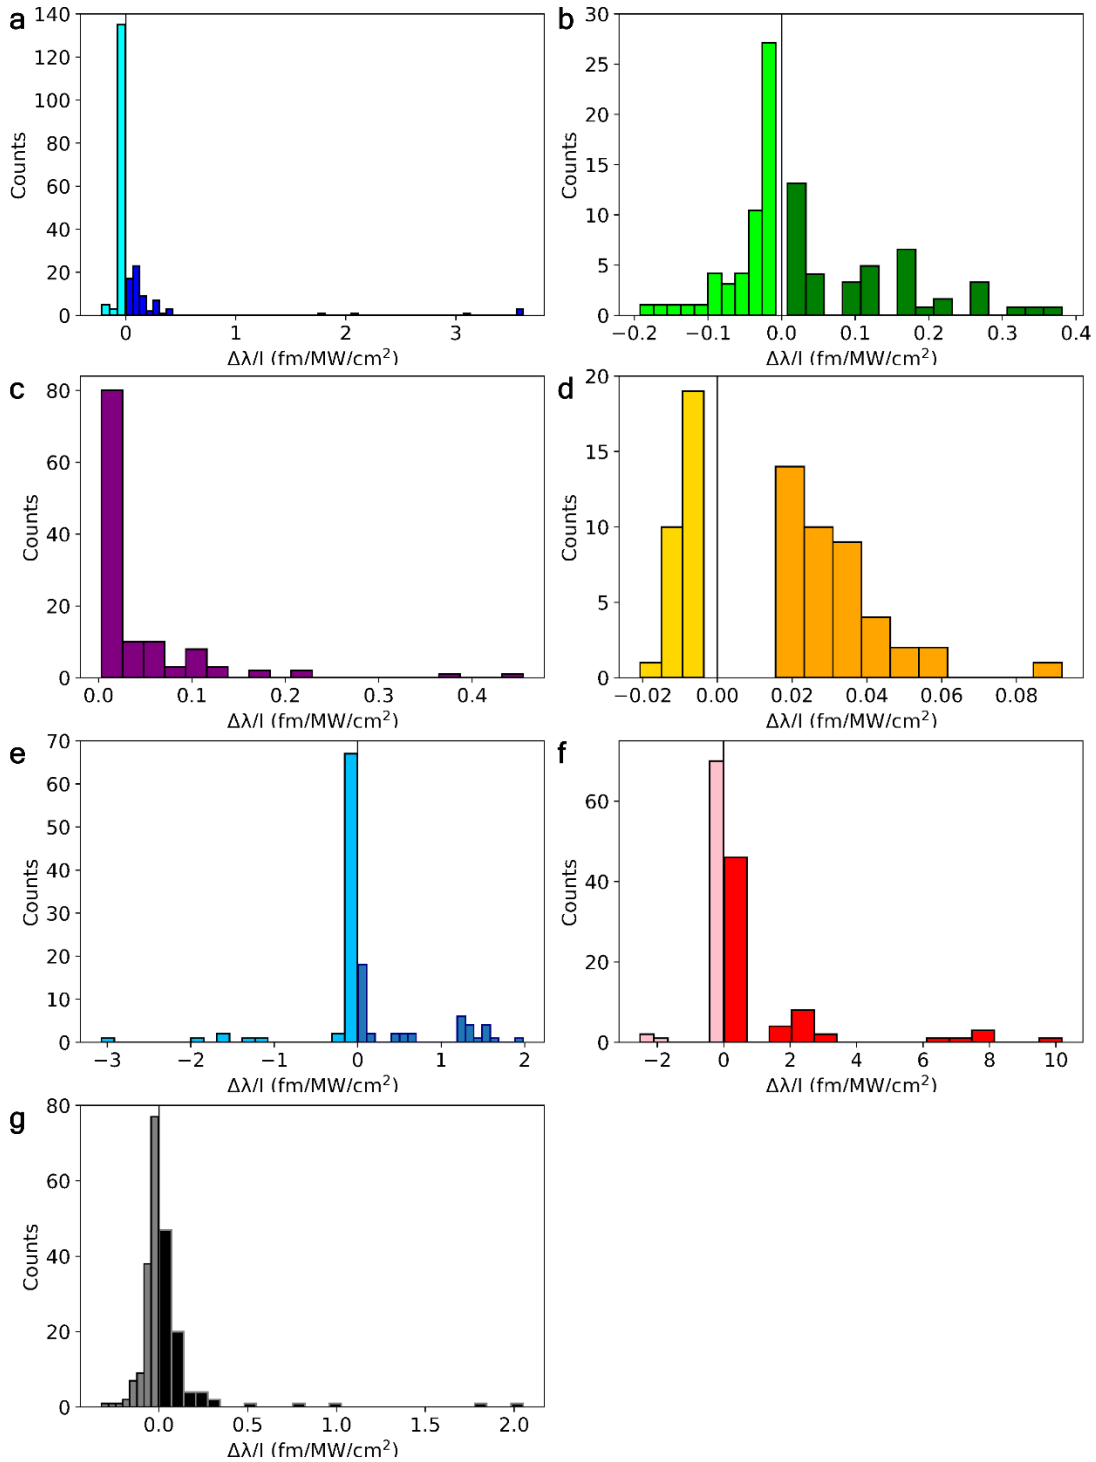 a
140
120
100
80
60
40
20
0
Counts
0 1 2 3
Δλ/I (fm/MW/cm²)
b
30
25
20
15
10
5
0
Counts
−0.2 −0.1 0.0 0.1 0.2 0.3 0.4
Δλ/I (fm/MW/cm²)
c
80
60
40
20
0
Counts
0.0 0.1 0.2 0.3 0.4
Δλ/I (fm/MW/cm²)
d
20
15
10
5
0
Counts
−0.02 0.00 0.02 0.04 0.06 0.08
Δλ/I (fm/MW/cm²)
e
70
60
50
40
30
20
10
0
Counts
−3 −2 −1 0 1 2
Δλ/I (fm/MW/cm²)
f
60
40
20
0
Counts
−2 0 2 4 6 8 10
Δλ/I (fm/MW/cm²)
g
80
60
40
20
0
Counts
0.0 0.5 1.0 1.5 2.0
Δλ/I (fm/MW/cm²)